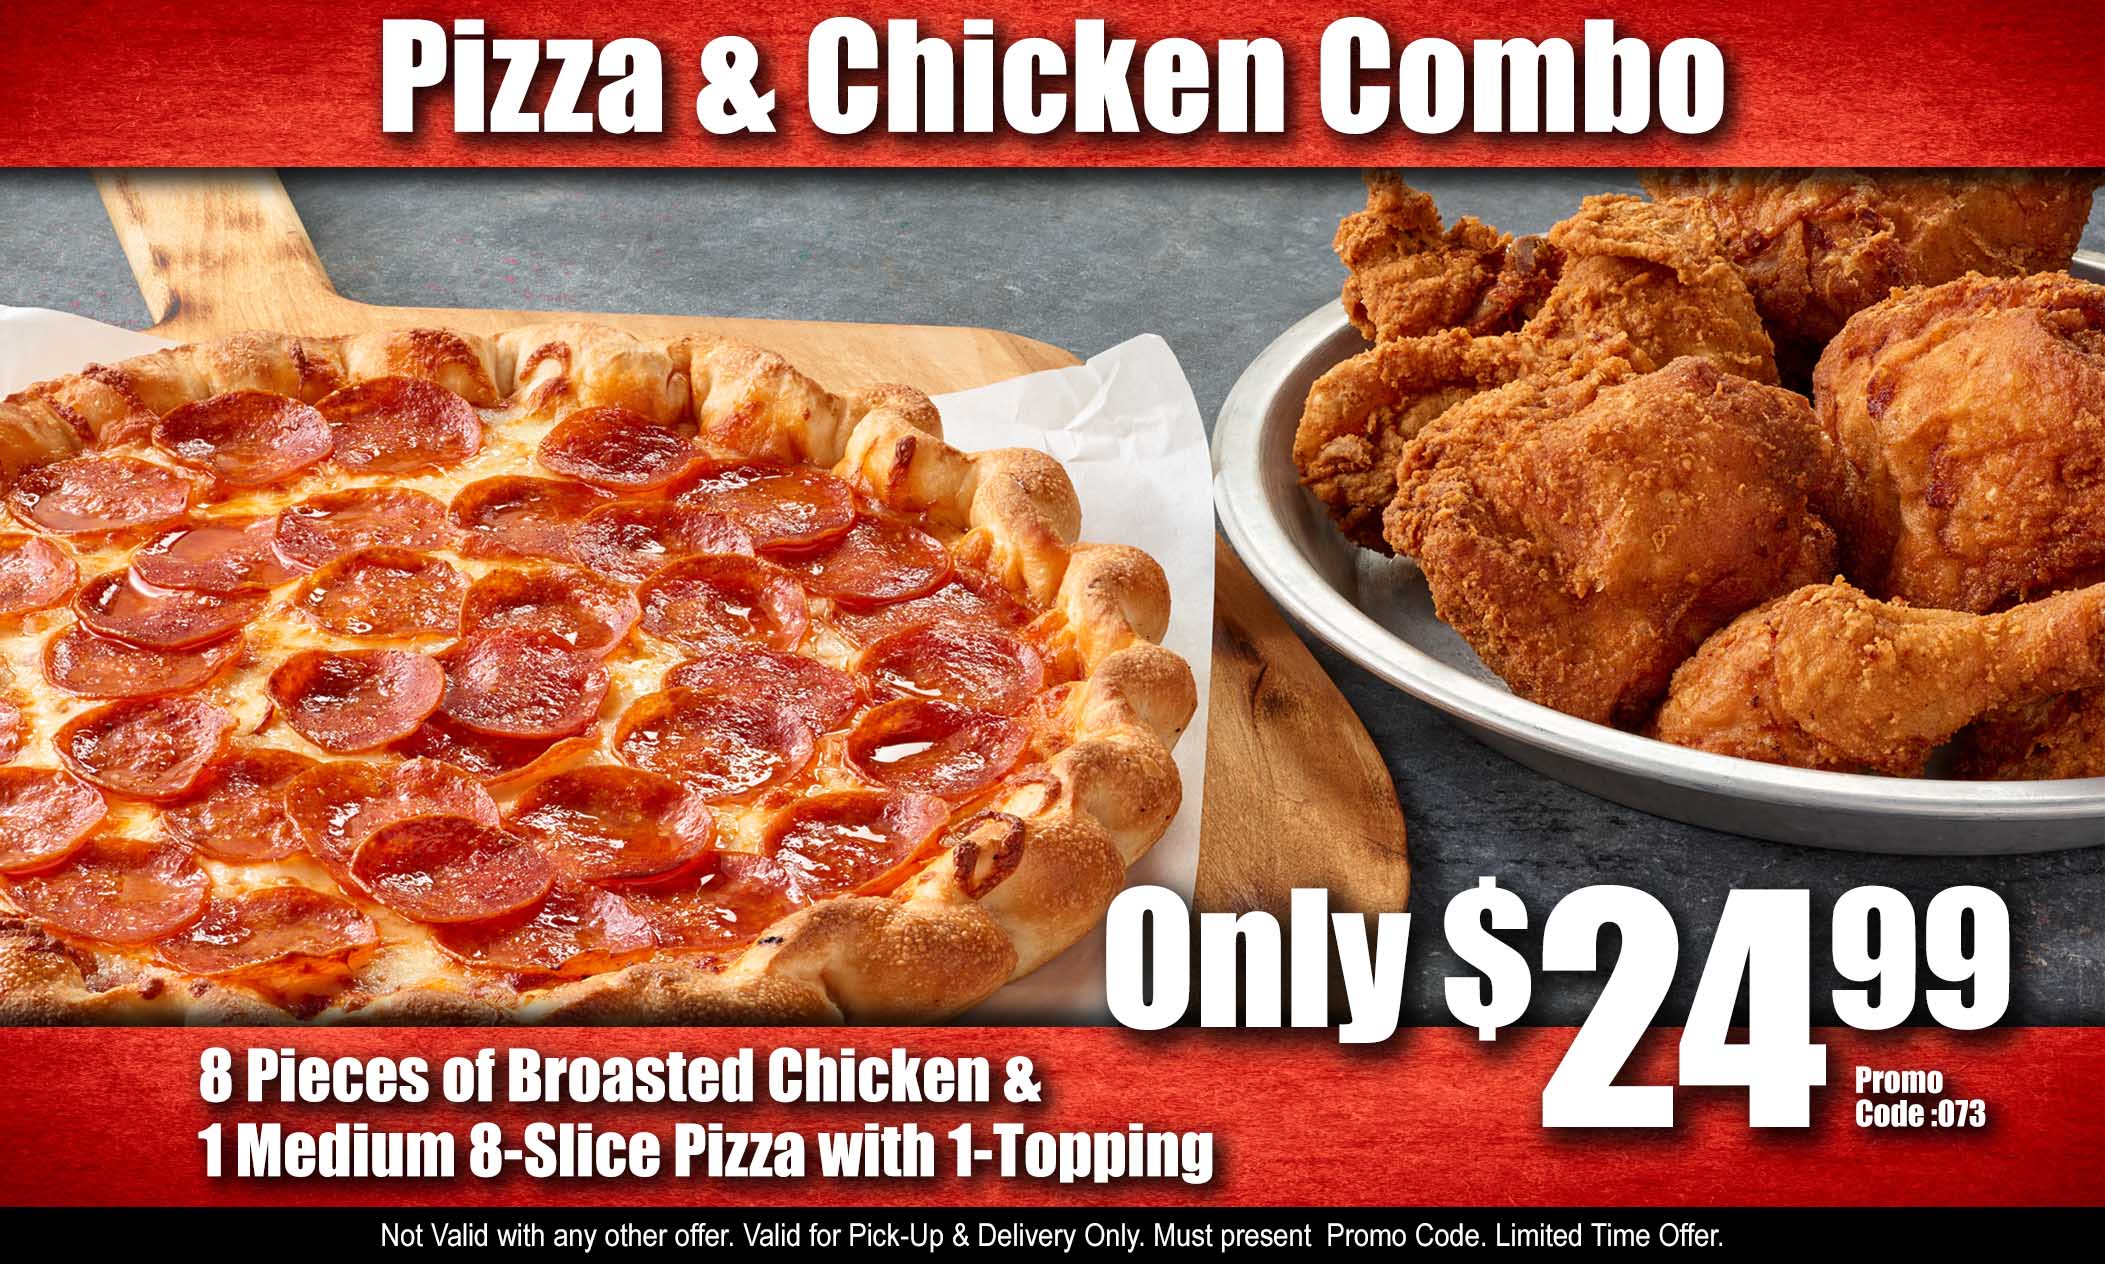 Pizza & Chicken Combo
Only $24 99
Promo
Code :073
8 Pieces of Broasted Chicken &
1 Medium 8-Slice Pizza with 1-Topping
Not Valid with any other offer. Valid for Pick-Up & Delivery Only. Must present  Promo Code. Limited Time Offer.